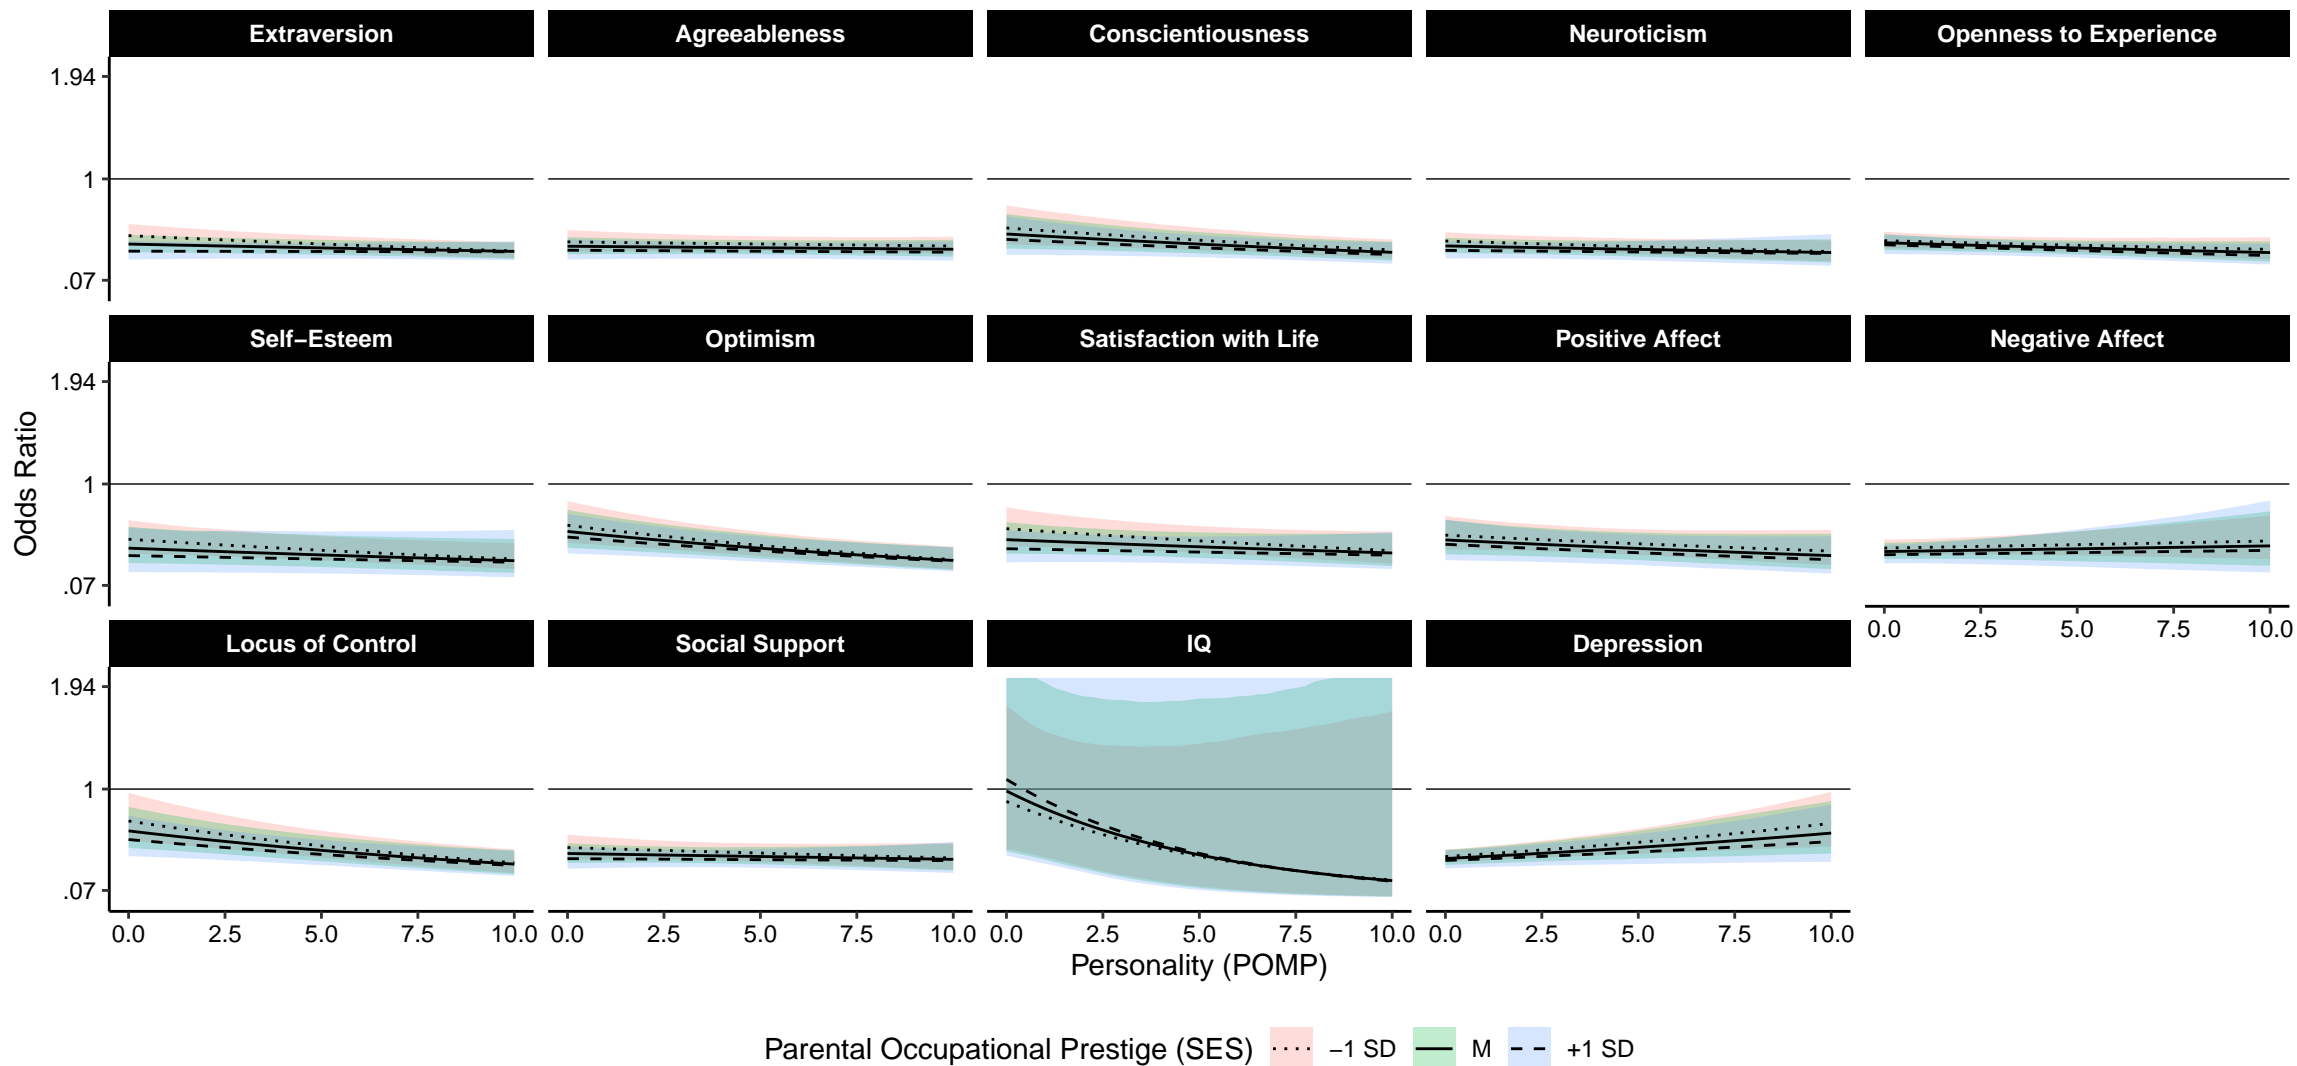 Extraversion Agreeableness Conscientiousness Neuroticism Openness to Experience
1.94
1
.07
Self−Esteem Optimism Satisfaction with Life Positive Affect Negative Affect
1.94
1
.07
Odds Ratio
0.0 2.5 5.0 7.5 10.0
Locus of Control Social Support IQ Depression
1.94
1
.07
0.0 2.5 5.0 7.5 10.0 0.0 2.5 5.0 7.5 10.0 0.0 2.5 5.0 7.5 10.0 0.0 2.5 5.0 7.5 10.0
Personality (POMP)
Parental Occupational Prestige (SES) −1 SD M +1 SD